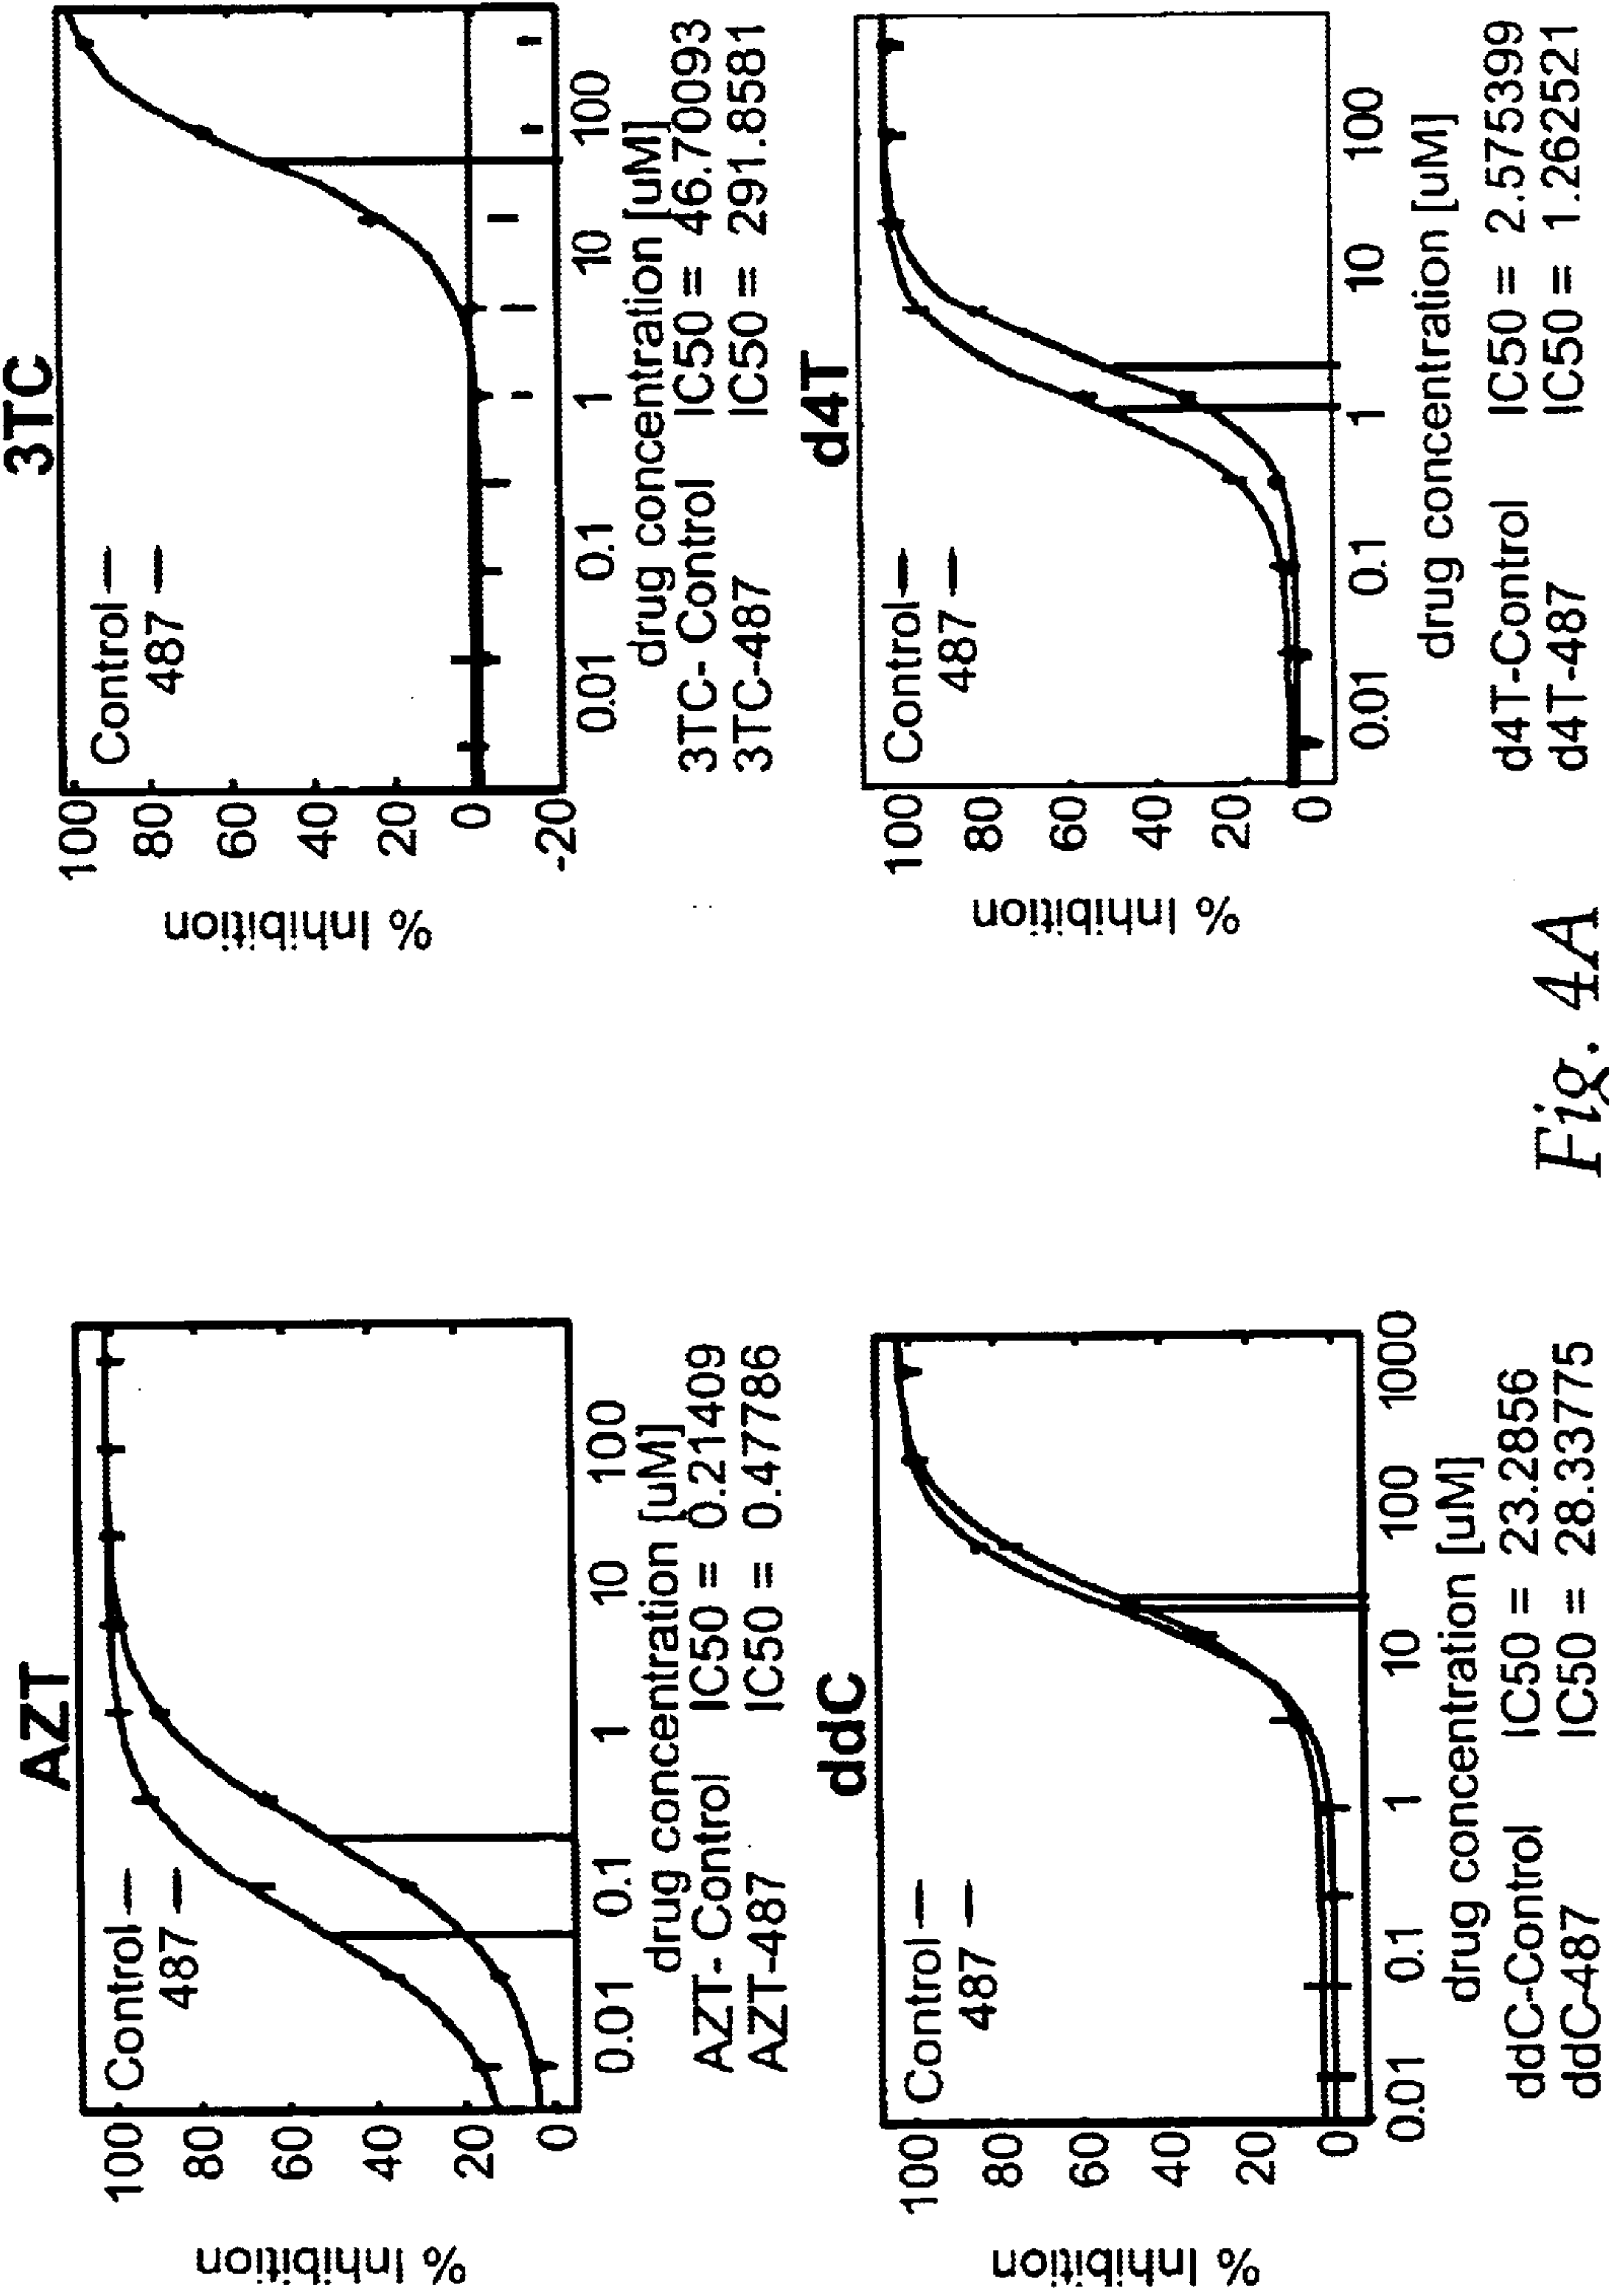 AZT
% Inhibition
100
80
60
40
20
0
Control
487
0.01 0.1 1 10 100
drug concentration [uM]
AZT- Control IC50 = 0.21409
AZT-487 IC50 = 0.47786
3TC
% Inhibition
100
80
60
40
20
0
-20
Control
487
0.01 0.1 1 10 100
drug concentration [uM]
3TC- Control IC50 = 46.70093
3TC-487 IC50 = 291.8581
ddC
% Inhibition
100
80
60
40
20
0
Control
487
0.01 0.1 1 10 100 1000
drug concentration [uM]
ddC-Control IC50 = 23.2856
ddC-487 IC50 = 28.33775
d4T
% Inhibition
100
80
60
40
20
0
Control
487
0.01 0.1 1 10 100
drug concentration [uM]
d4T-Control IC50 = 2.575399
d4T-487 IC50 = 1.262521
Fig. 4A